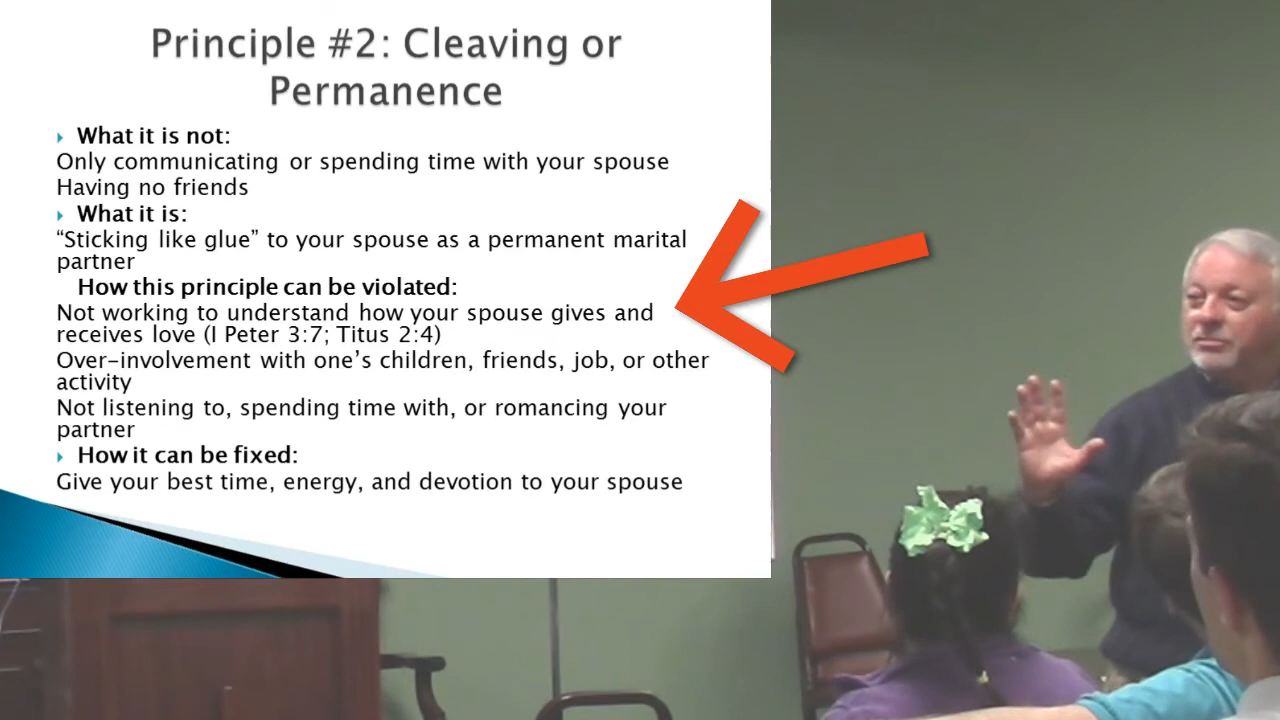 Principle #2: Cleaving or
Permanence
What it is not:
Only communicating or spending time with your spouse
Having no friends
What it is:
“Sticking like glue” to your spouse as a permanent marital
partner
How this principle can be violated:
Not working to understand how your spouse gives and
receives love (I Peter 3:7; Titus 2:4)
Over-involvement with one’s children, friends, job, or other
activity
Not listening to, spending time with, or romancing your
partner
How it can be fixed:
Give your best time, energy, and devotion to your spouse